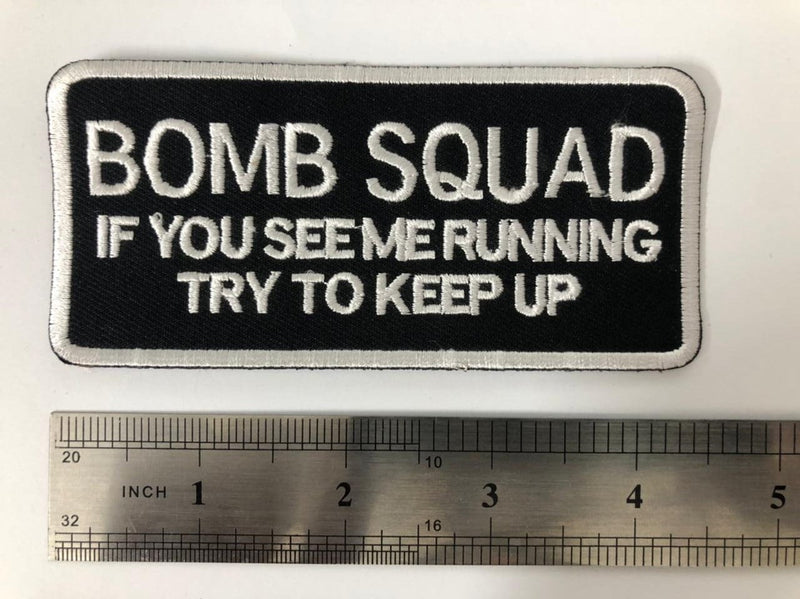 BOMB SQUAD
IF YOU SEE ME RUNNING
TRY TO KEEP UP
20 10
INCH 1 2 3 4 5
32 16